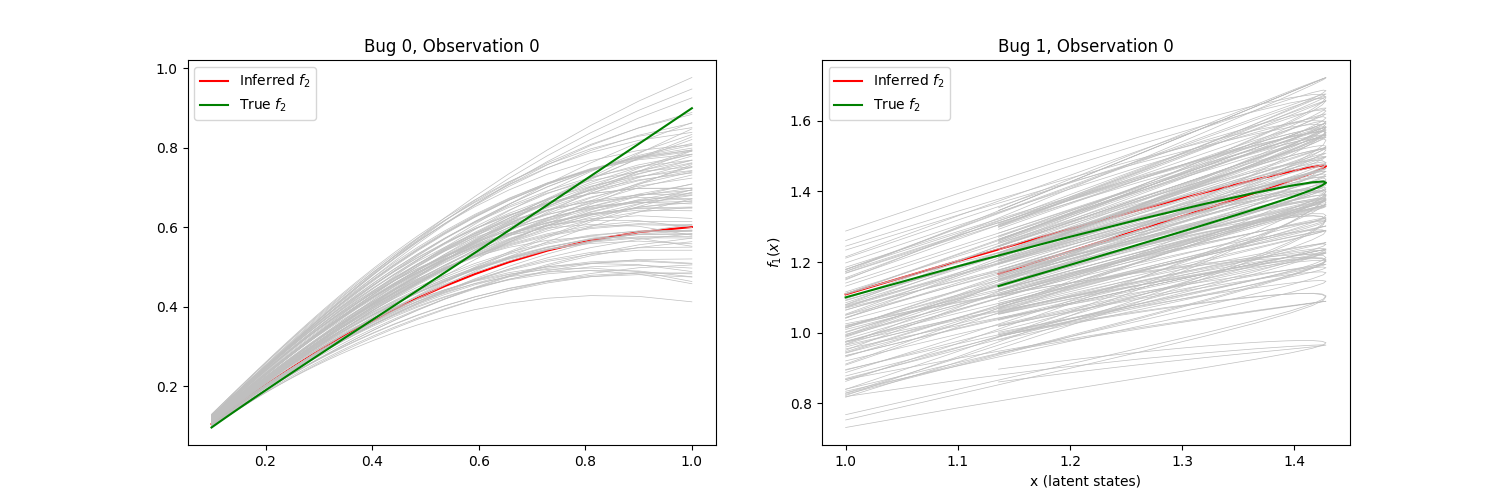 Bug 0, Observation 0
Inferred f₂
True f₂
1.0
0.8
0.6
0.4
0.2
0.2 0.4 0.6 0.8 1.0
Bug 1, Observation 0
Inferred f₂
True f₂
f₁(x)
1.6
1.4
1.2
1.0
0.8
1.0 1.1 1.2 1.3 1.4
x (latent states)